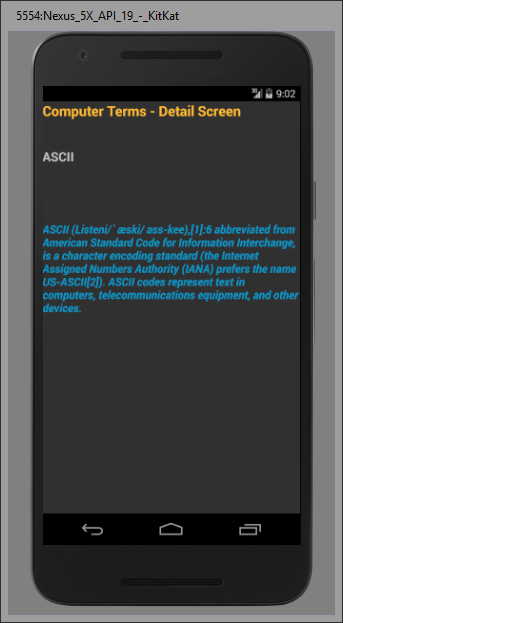 5554:Nexus_5X_API_19_-_KitKat
3G 9:02
Computer Terms - Detail Screen
ASCII
ASCII (Listeni/ˈæski/ ass-kee),[1]:6 abbreviated from
American Standard Code for Information Interchange,
is a character encoding standard (the Internet
Assigned Numbers Authority (IANA) prefers the name
US-ASCII[2]). ASCII codes represent text in
computers, telecommunications equipment, and other
devices.